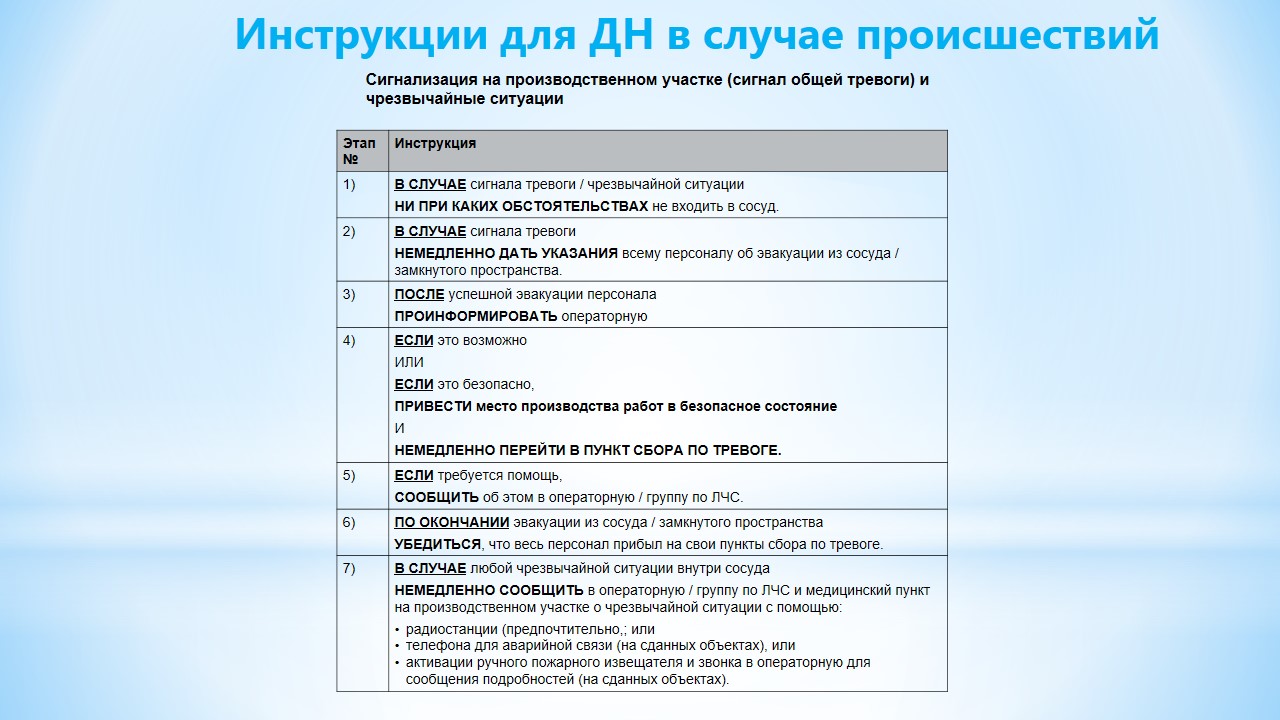 Инструкции для ДН в случае происшествий
Сигнализация на производственном участке (сигнал общей тревоги) и
чрезвычайные ситуации
Этап
№
Инструкция
1)
В СЛУЧАЕ сигнала тревоги / чрезвычайной ситуации
НИ ПРИ КАКИХ ОБСТОЯТЕЛЬСТВАХ не входить в сосуд.
2)
В СЛУЧАЕ сигнала тревоги
НЕМЕДЛЕННО ДАТЬ УКАЗАНИЯ всему персоналу об эвакуации из сосуда /
замкнутого пространства.
3)
ПОСЛЕ успешной эвакуации персонала
ПРОИНФОРМИРОВАТЬ операторную
4)
ЕСЛИ это возможно
ИЛИ
ЕСЛИ это безопасно,
ПРИВЕСТИ место производства работ в безопасное состояние
И
НЕМЕДЛЕННО ПЕРЕЙТИ В ПУНКТ СБОРА ПО ТРЕВОГЕ.
5)
ЕСЛИ требуется помощь,
СООБЩИТЬ об этом в операторную / группу по ЛЧС.
6)
ПО ОКОНЧАНИИ эвакуации из сосуда / замкнутого пространства
УБЕДИТЬСЯ, что весь персонал прибыл на свои пункты сбора по тревоге.
7)
В СЛУЧАЕ любой чрезвычайной ситуации внутри сосуда
НЕМЕДЛЕННО СООБЩИТЬ в операторную / группу по ЛЧС и медицинский пункт
на производственном участке о чрезвычайной ситуации с помощью:
• радиостанции (предпочтительно,; или
• телефона для аварийной связи (на сданных объектах), или
• активации ручного пожарного извещателя и звонка в операторную для
сообщения подробностей (на сданных объектах).